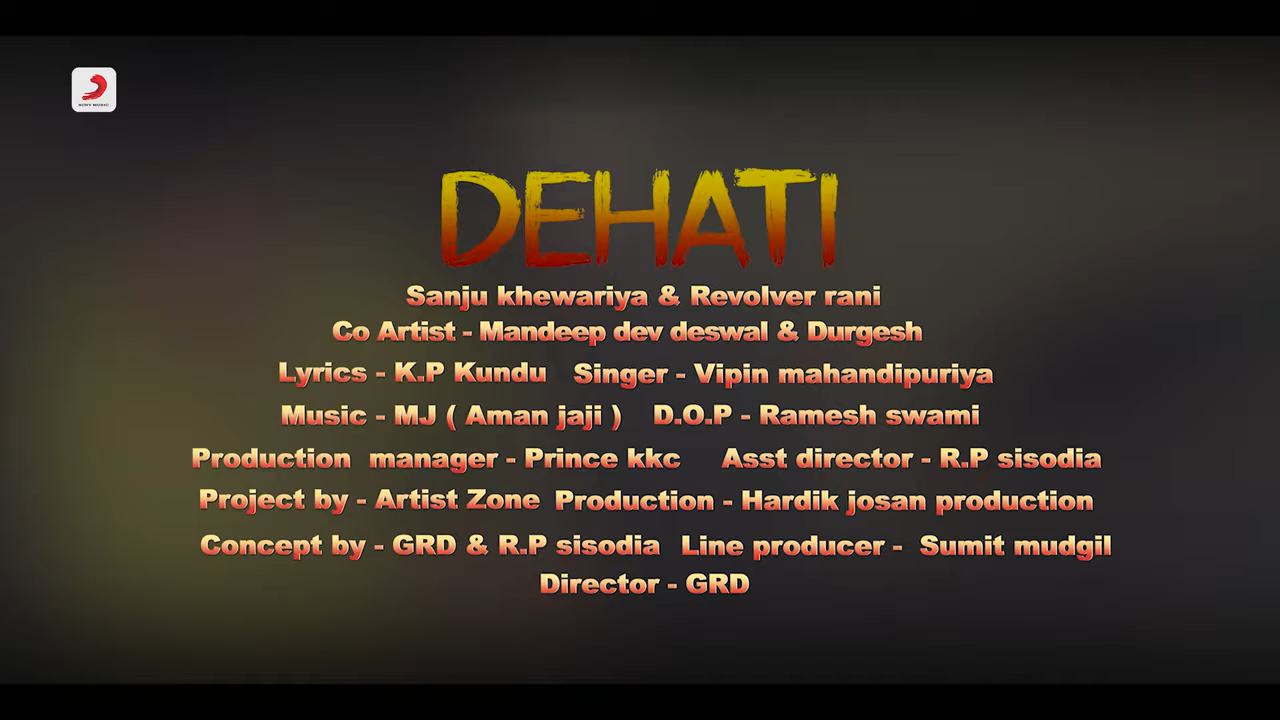 SONY MUSIC
DEHATI
Sanju khewariya & Revolver rani
Co Artist - Mandeep dev deswal & Durgesh
Lyrics - K.P Kundu Singer - Vipin mahandipuriya
Music - MJ ( Aman jaji ) D.O.P - Ramesh swami
Production manager - Prince kkc Asst director - R.P sisodia
Project by - Artist Zone Production - Hardik josan production
Concept by - GRD & R.P sisodia Line producer - Sumit mudgil
Director - GRD